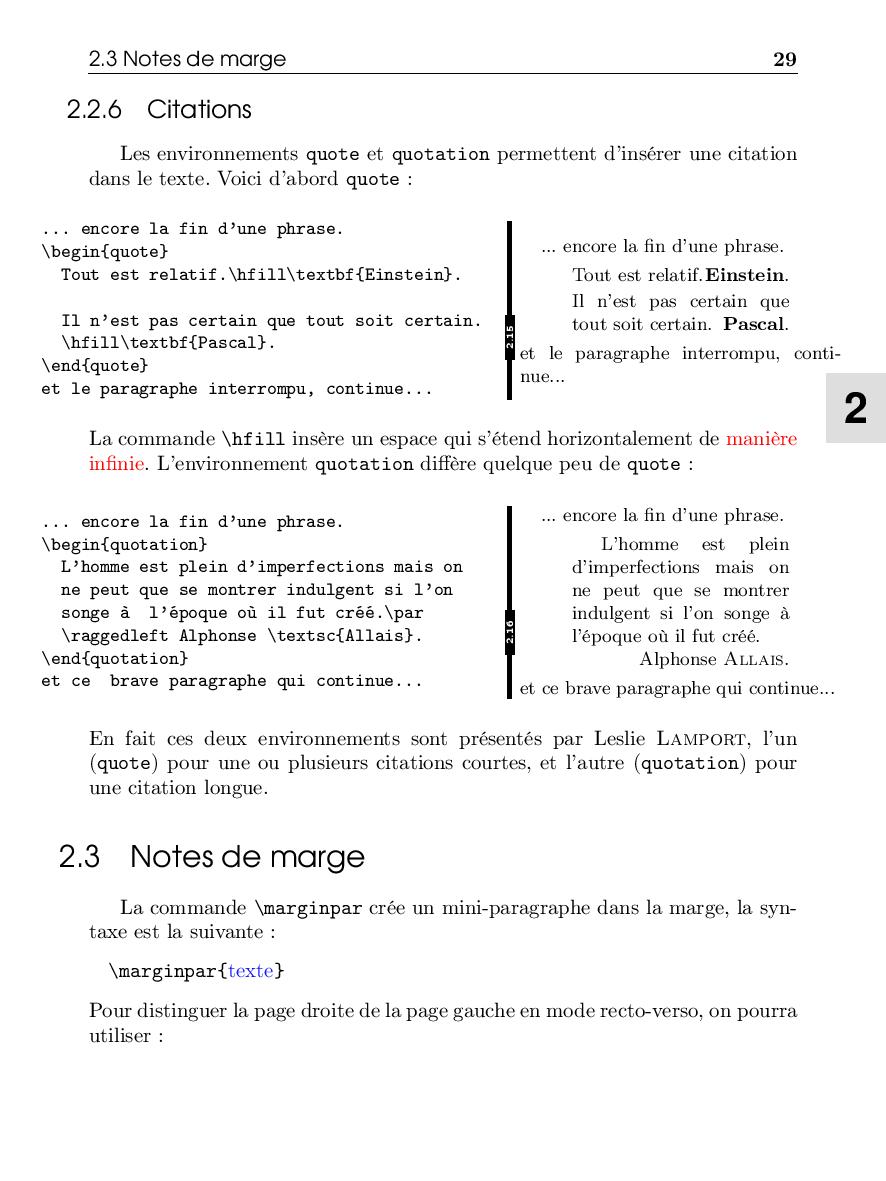 2.3 Notes de marge 29
2.2.6 Citations
Les environnements quote et quotation permettent d'insérer une citation
dans le texte. Voici d'abord quote :
... encore la fin d'une phrase.
\begin{quote}
Tout est relatif.\hfill\textbf{Einstein}.
Il n'est pas certain que tout soit certain.
\hfill\textbf{Pascal}.
\end{quote}
et le paragraphe interrompu, continue...
2.15
... encore la fin d'une phrase.
Tout est relatif.Einstein.
Il n'est pas certain que
tout soit certain. Pascal.
et le paragraphe interrompu, conti-
nue...
2
La commande \hfill insère un espace qui s'étend horizontalement de manière
infinie. L'environnement quotation diffère quelque peu de quote :
... encore la fin d'une phrase.
\begin{quotation}
L'homme est plein d'imperfections mais on
ne peut que se montrer indulgent si l'on
songe à l'époque où il fut créé.\par
\raggedleft Alphonse \textsc{Allais}.
\end{quotation}
et ce brave paragraphe qui continue...
2.16
... encore la fin d'une phrase.
L'homme est plein
d'imperfections mais on
ne peut que se montrer
indulgent si l'on songe à
l'époque où il fut créé.
Alphonse ALLAIS.
et ce brave paragraphe qui continue...
En fait ces deux environnements sont présentés par Leslie LAMPORT, l'un
(quote) pour une ou plusieurs citations courtes, et l'autre (quotation) pour
une citation longue.
2.3 Notes de marge
La commande \marginpar crée un mini-paragraphe dans la marge, la syn-
taxe est la suivante :
\marginpar{texte}
Pour distinguer la page droite de la page gauche en mode recto-verso, on pourra
utiliser :